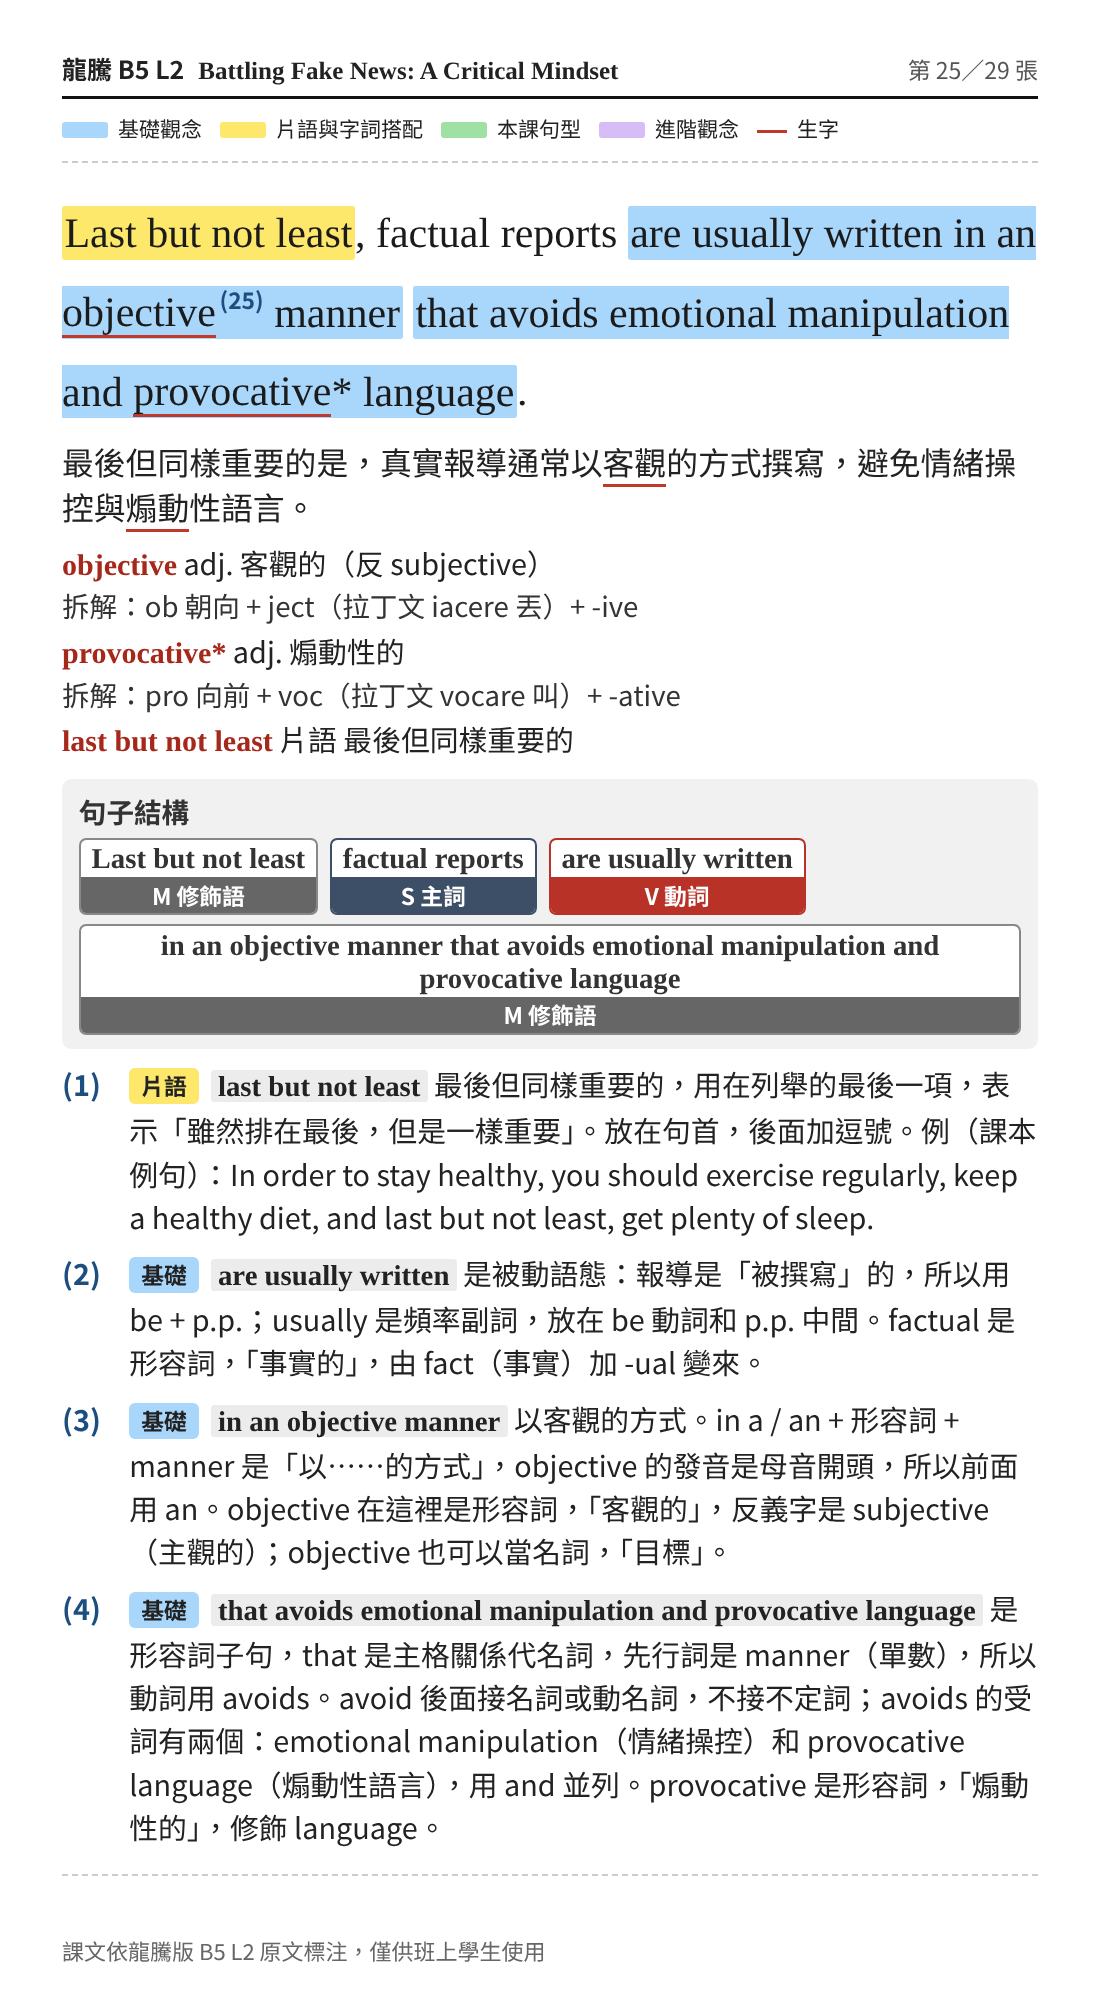 龍騰 B5 L2 Battling Fake News: A Critical Mindset
第 25／29 張
基礎觀念 片語與字詞搭配 本課句型 進階觀念 生字
Last but not least, factual reports are usually written in an
objective(25) manner that avoids emotional manipulation
and provocative* language.
最後但同樣重要的是，真實報導通常以客觀的方式撰寫，避免情緒操
控與煽動性語言。
objective adj. 客觀的（反 subjective）
拆解：ob 朝向 + ject（拉丁文 iacere 丟）+ -ive
provocative* adj. 煽動性的
拆解：pro 向前 + voc（拉丁文 vocare 叫）+ -ative
last but not least 片語 最後但同樣重要的
句子結構
Last but not least factual reports are usually written
M 修飾語 S 主詞 V 動詞
in an objective manner that avoids emotional manipulation and
provocative language
M 修飾語
(1) 片語 last but not least 最後但同樣重要的，用在列舉的最後一項，表
示「雖然排在最後，但是一樣重要」。放在句首，後面加逗號。例（課本
例句）：In order to stay healthy, you should exercise regularly, keep
a healthy diet, and last but not least, get plenty of sleep.
(2) 基礎 are usually written 是被動語態：報導是「被撰寫」的，所以用
be + p.p.；usually 是頻率副詞，放在 be 動詞和 p.p. 中間。factual 是
形容詞，「事實的」，由 fact（事實）加 -ual 變來。
(3) 基礎 in an objective manner 以客觀的方式。in a / an + 形容詞 +
manner 是「以……的方式」，objective 的發音是母音開頭，所以前面
用 an。objective 在這裡是形容詞，「客觀的」，反義字是 subjective
（主觀的）；objective 也可以當名詞，「目標」。
(4) 基礎 that avoids emotional manipulation and provocative language 是
形容詞子句，that 是主格關係代名詞，先行詞是 manner（單數），所以
動詞用 avoids。avoid 後面接名詞或動名詞，不接不定詞；avoids 的受
詞有兩個：emotional manipulation（情緒操控）和 provocative
language（煽動性語言），用 and 並列。provocative 是形容詞，「煽動
性的」，修飾 language。
課文依龍騰版 B5 L2 原文標注，僅供班上學生使用